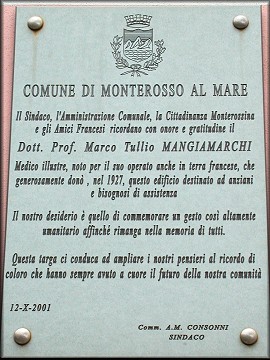 COMUNE DI MONTEROSSO AL MARE
Il Sindaco, l'Amministrazione Comunale, la Cittadinanza Monterossina
e gli Amici Francesi ricordano con onore e gratitudine il
Dott. Prof. Marco Tullio MANGIAMARCHI
Medico illustre, noto per il suo operato anche in terra francese, che
generosamente donò , nel 1927, questo edificio destinato ad anziani
e bisognosi di assistenza
Il nostro desiderio è quello di commemorare un gesto così altamente
umanitario affinché rimanga nella memoria di tutti.
Questa targa ci conduca ad ampliare i nostri pensieri al ricordo di
coloro che hanno sempre avuto a cuore il futuro della nostra comunità
12-X-2001
Comm. A.M. CONSONNI
SINDACO